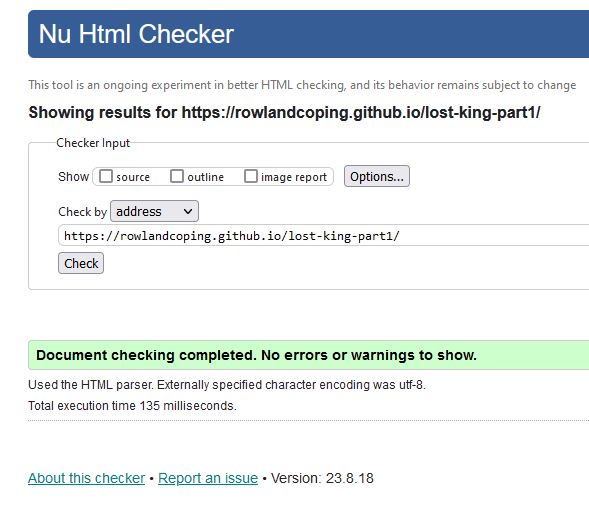 Nu Html Checker
This tool is an ongoing experiment in better HTML checking, and its behavior remains subject to change
Showing results for https://rowlandcoping.github.io/lost-king-part1/
Checker Input
Show source outline image report Options...
Check by address
https://rowlandcoping.github.io/lost-king-part1/
Check
Document checking completed. No errors or warnings to show.
Used the HTML parser. Externally specified character encoding was utf-8.
Total execution time 135 milliseconds.
About this checker • Report an issue • Version: 23.8.18